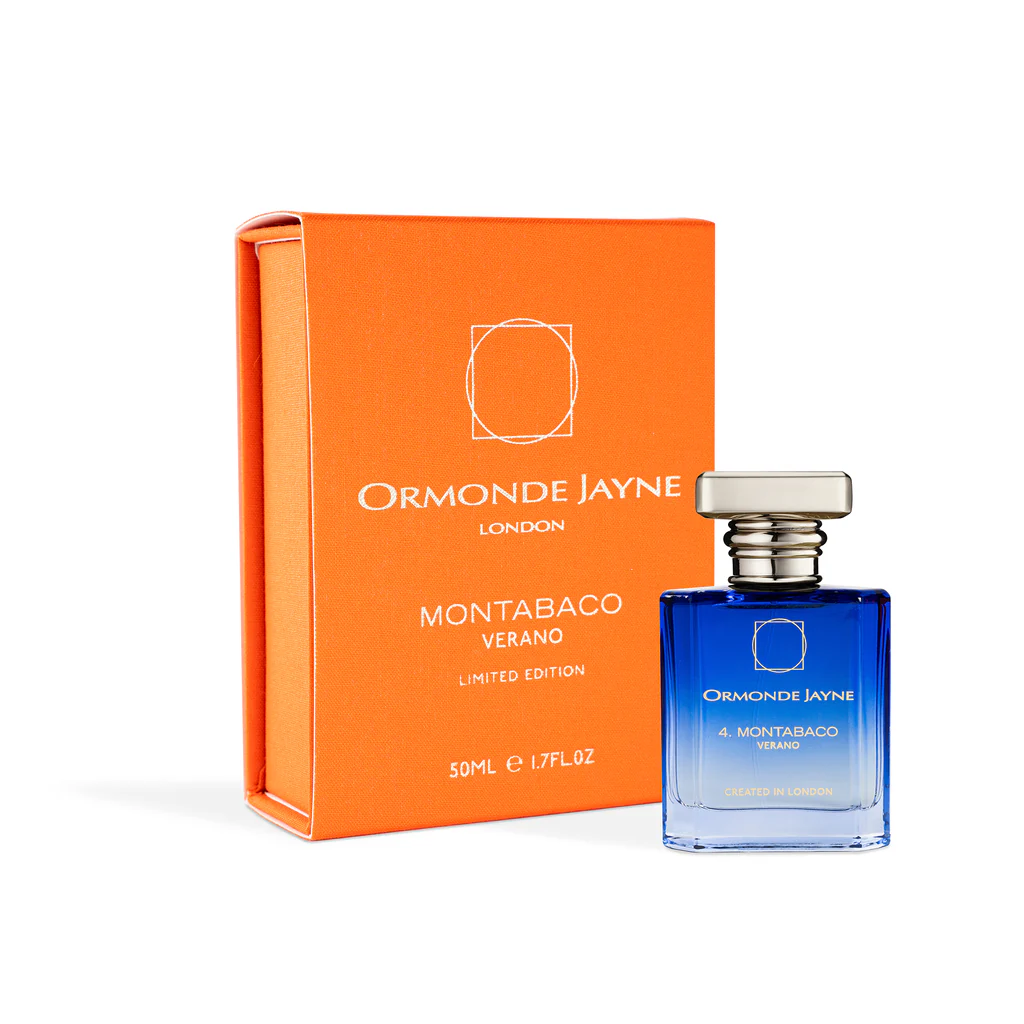 ORMONDE JAYNE
LONDON
MONTABACO
VERANO
LIMITED EDITION
50ML ℮ 1.7FL.OZ
ORMONDE JAYNE
4. MONTABACO
VERANO
CREATED IN LONDON